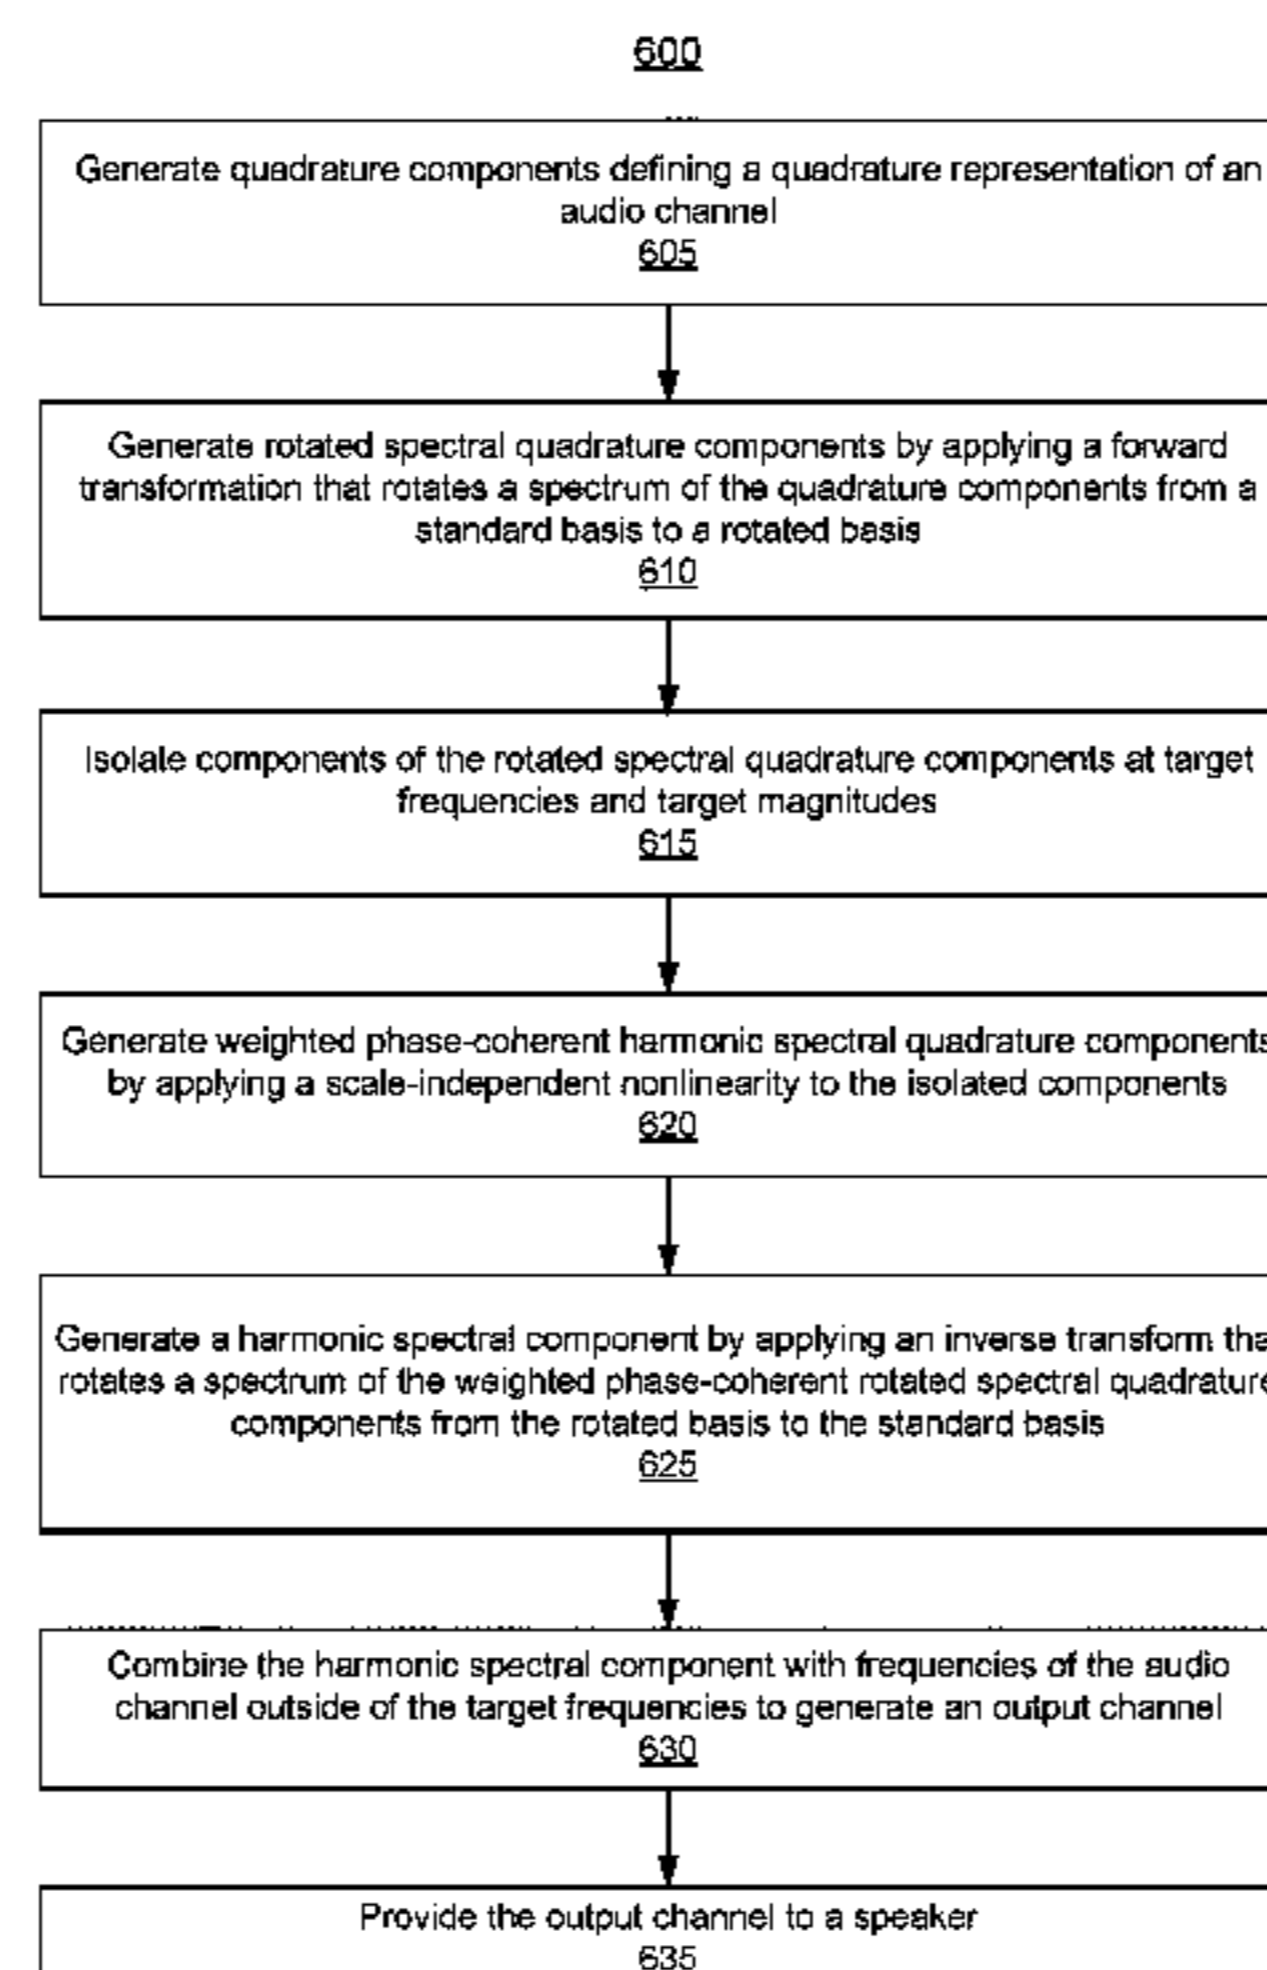 600
Generate quadrature components defining a quadrature representation of an
audio channel
605
Generate rotated spectral quadrature components by applying a forward
transformation that rotates a spectrum of the quadrature components from a
standard basis to a rotated basis
610
Isolate components of the rotated spectral quadrature components at target
frequencies and target magnitudes
615
Generate weighted phase-coherent harmonic spectral quadrature components
by applying a scale-independent nonlinearity to the isolated components
620
Generate a harmonic spectral component by applying an inverse transform tha
rotates a spectrum of the weighted phase-coherent rotated spectral quadrature
components from the rotated basis to the standard basis
625
Combine the harmonic spectral component with frequencies of the audio
channel outside of the target frequencies to generate an output channel
630
Provide the output channel to a speaker
635